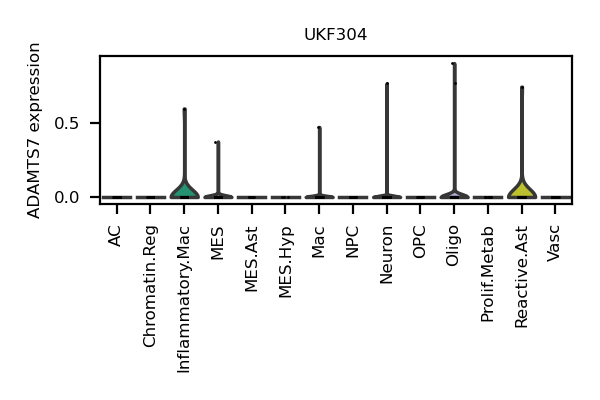 UKF304
ADAMTS7 expression
0.5
0.0
AC
Chromatin.Reg
Inflammatory.Mac
MES
MES.Ast
MES.Hyp
Mac
NPC
Neuron
OPC
Oligo
Prolif.Metab
Reactive.Ast
Vasc